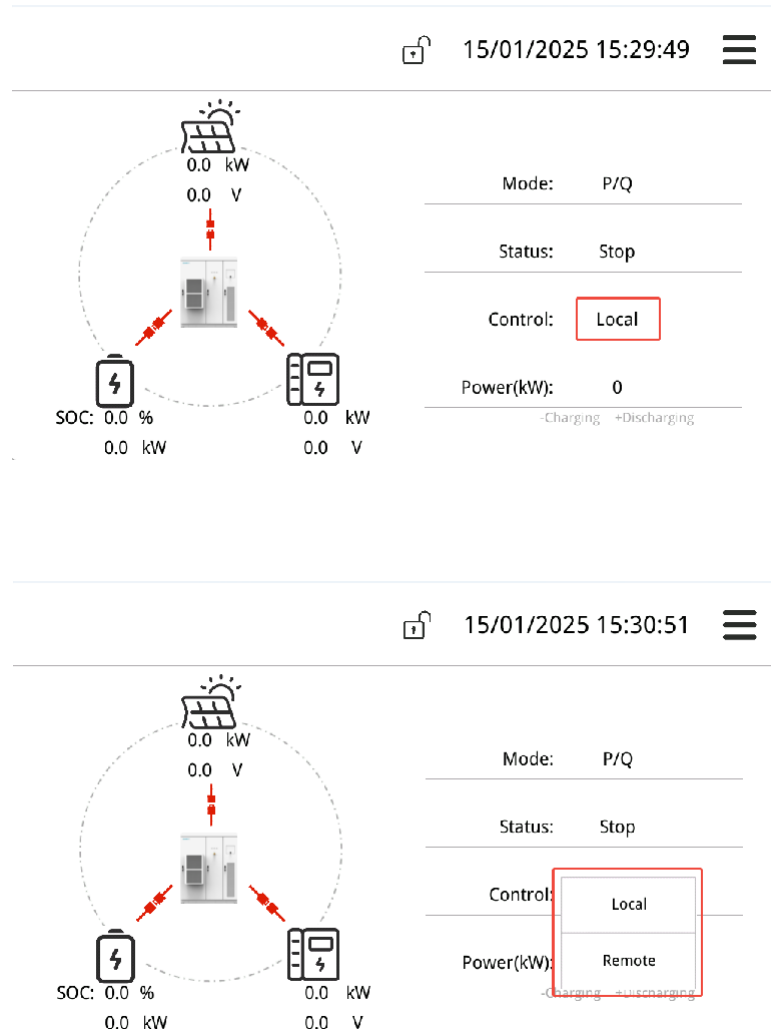 15/01/2025 15:29:49
0.0 kW
0.0 V
Mode: P/Q
Status: Stop
Control: Local
Power(kW): 0
-Charging +Discharging
SOC: 0.0 %
0.0 kW
0.0 kW
0.0 V
15/01/2025 15:30:51
0.0 kW
0.0 V
Mode: P/Q
Status: Stop
Control:
Local
Power(kW):
Remote
-Charging +Discharging
SOC: 0.0 %
0.0 kW
0.0 kW
0.0 V